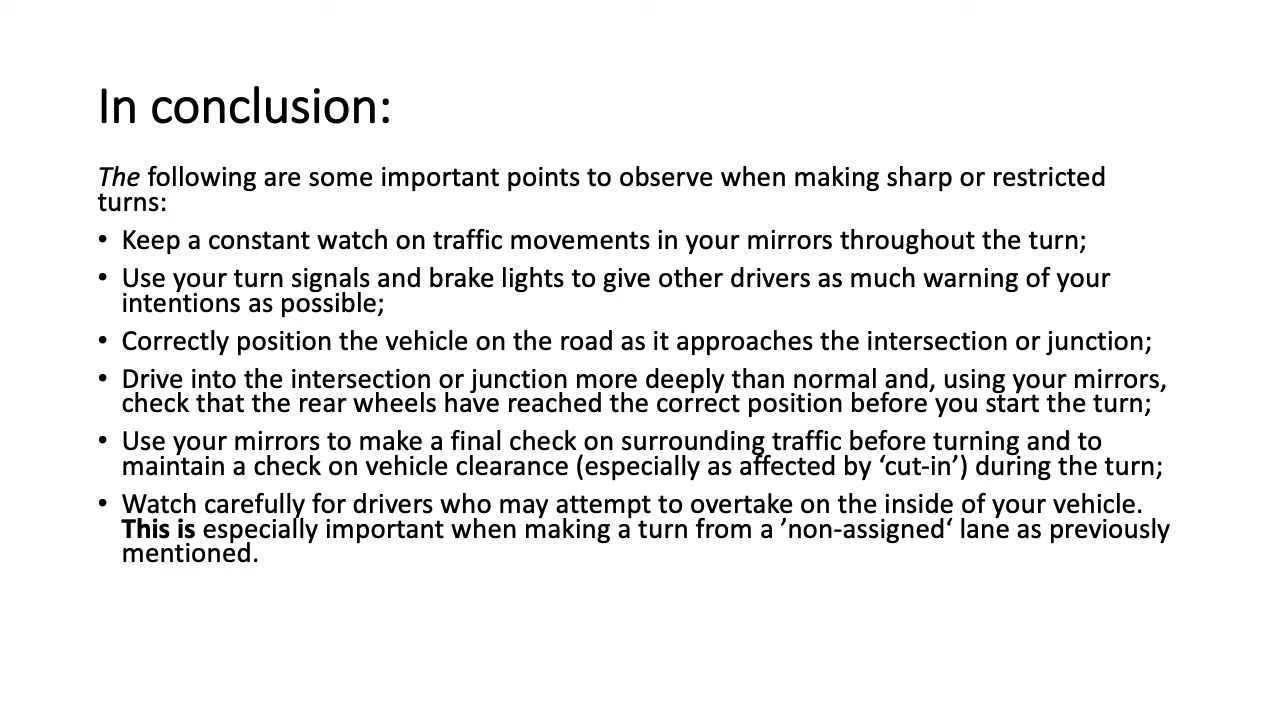 In conclusion:
The following are some important points to observe when making sharp or restricted
turns:
• Keep a constant watch on traffic movements in your mirrors throughout the turn;
• Use your turn signals and brake lights to give other drivers as much warning of your
intentions as possible;
• Correctly position the vehicle on the road as it approaches the intersection or junction;
• Drive into the intersection or junction more deeply than normal and, using your mirrors,
check that the rear wheels have reached the correct position before you start the turn;
• Use your mirrors to make a final check on surrounding traffic before turning and to
maintain a check on vehicle clearance (especially as affected by ‘cut-in’) during the turn;
• Watch carefully for drivers who may attempt to overtake on the inside of your vehicle.
This is especially important when making a turn from a ’non-assigned‘ lane as previously
mentioned.